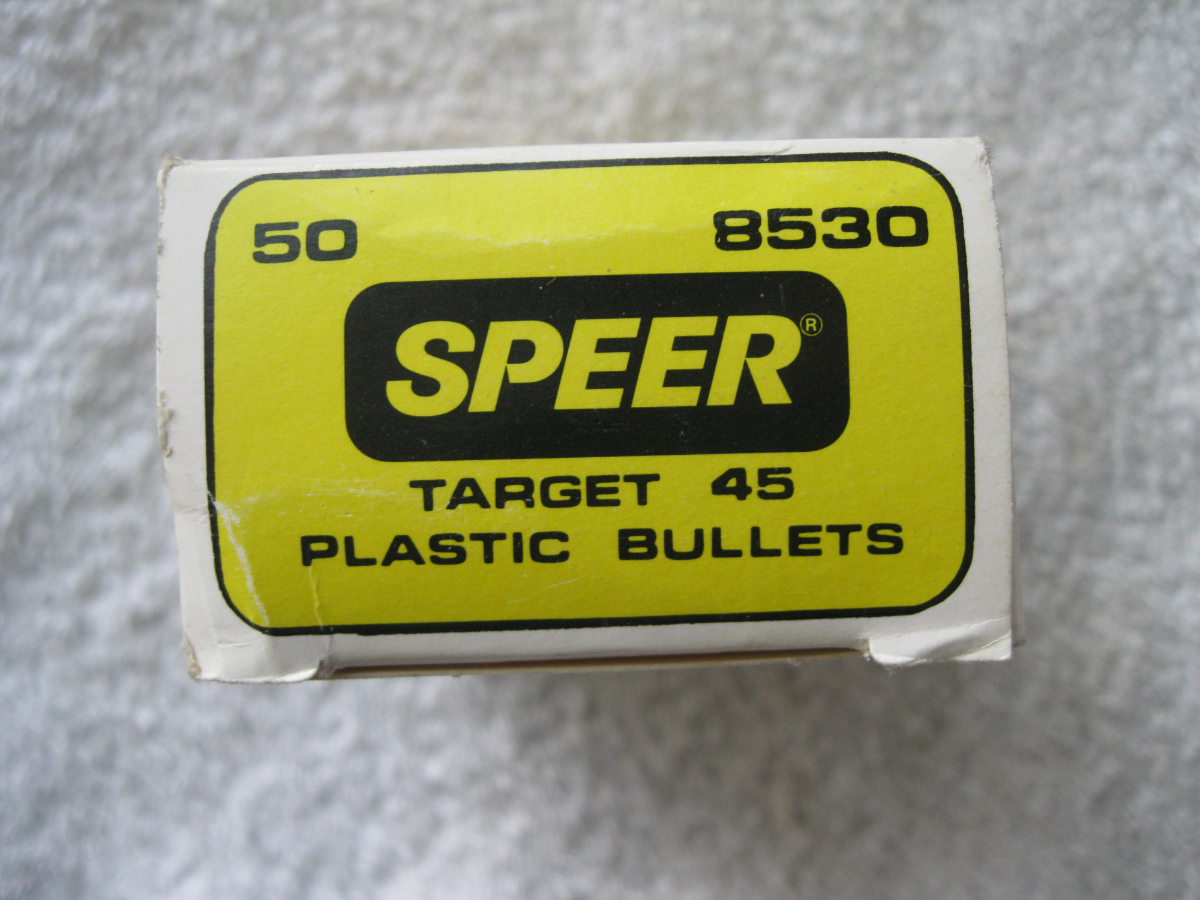 50 8530
SPEER®
TARGET 45
PLASTIC BULLETS